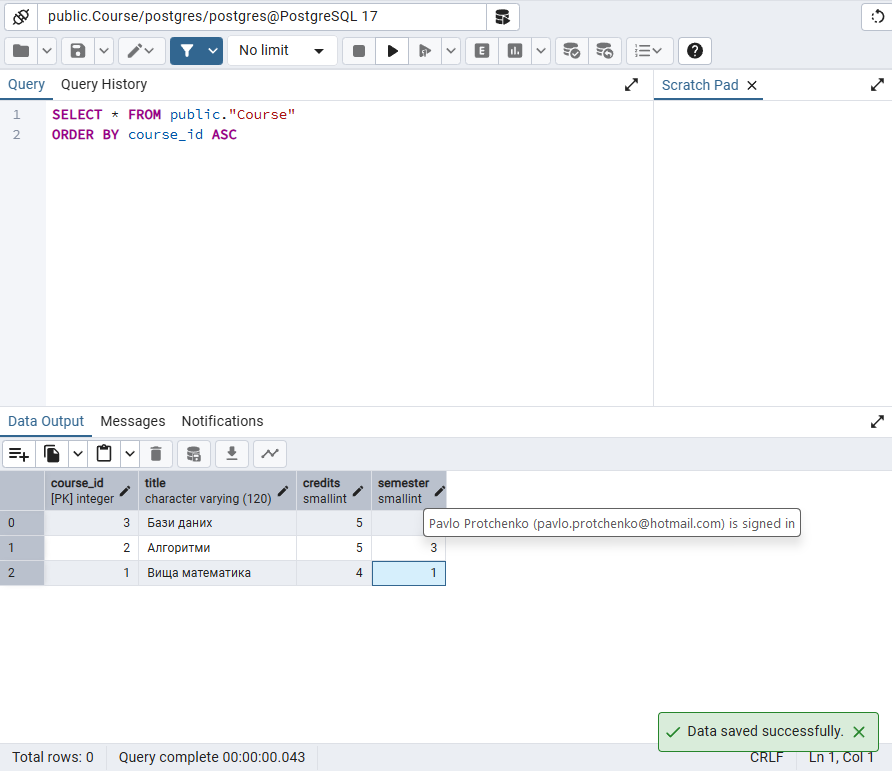 public.Course/postgres/postgres@PostgreSQL 17
No limit
E
Query
Query History
Scratch Pad
1 SELECT * FROM public."Course"
2 ORDER BY course_id ASC
Data Output
Messages
Notifications
course_id title credits semester
[PK] integer character varying (120) smallint smallint
0 3 Бази даних 5
Pavlo Protchenko (pavlo.protchenko@hotmail.com) is signed in
1 2 Алгоритми 5 3
2 1 Вища математика 4 1
Data saved successfully.
Total rows: 0 Query complete 00:00:00.043 CRLF Ln 1, Col 1